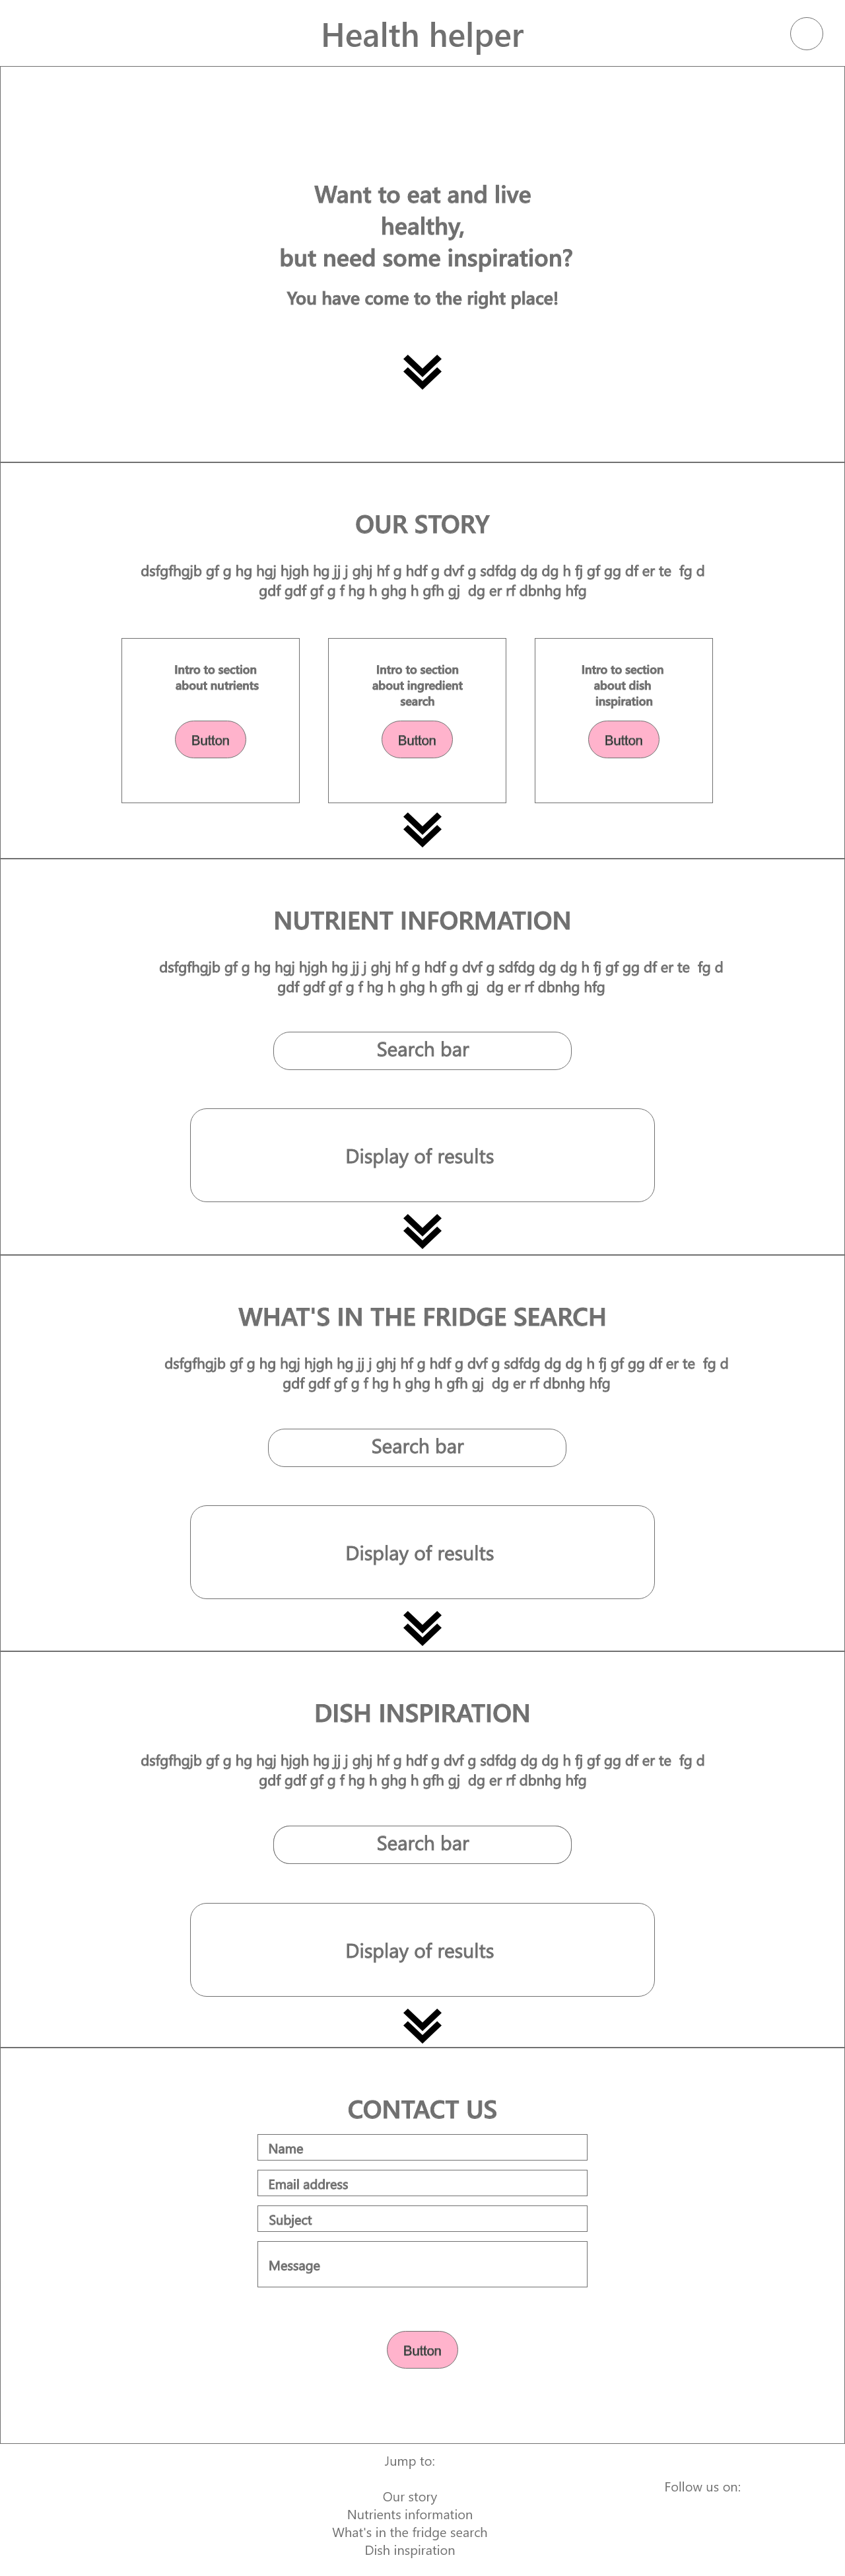 Health helper
Want to eat and live
healthy,
but need some inspiration?
You have come to the right place!
OUR STORY
dsfgfhgjb gf g hg hgj hjgh hg jj j ghj hf g hdf g dvf g sdfdg dg dg h fj gf gg df er te  fg d
gdf gdf gf g f hg h ghg h gfh gj  dg er rf dbnhg hfg
Intro to section
about nutrients
Button
Intro to section
about ingredient
search
Button
Intro to section
about dish
inspiration
Button
NUTRIENT INFORMATION
dsfgfhgjb gf g hg hgj hjgh hg jj j ghj hf g hdf g dvf g sdfdg dg dg h fj gf gg df er te  fg d
gdf gdf gf g f hg h ghg h gfh gj  dg er rf dbnhg hfg
Search bar
Display of results
WHAT'S IN THE FRIDGE SEARCH
dsfgfhgjb gf g hg hgj hjgh hg jj j ghj hf g hdf g dvf g sdfdg dg dg h fj gf gg df er te  fg d
gdf gdf gf g f hg h ghg h gfh gj  dg er rf dbnhg hfg
Search bar
Display of results
DISH INSPIRATION
dsfgfhgjb gf g hg hgj hjgh hg jj j ghj hf g hdf g dvf g sdfdg dg dg h fj gf gg df er te  fg d
gdf gdf gf g f hg h ghg h gfh gj  dg er rf dbnhg hfg
Search bar
Display of results
CONTACT US
Name
Email address
Subject
Message
Button
Jump to:
Our story
Nutrients information
What's in the fridge search
Dish inspiration
Follow us on: